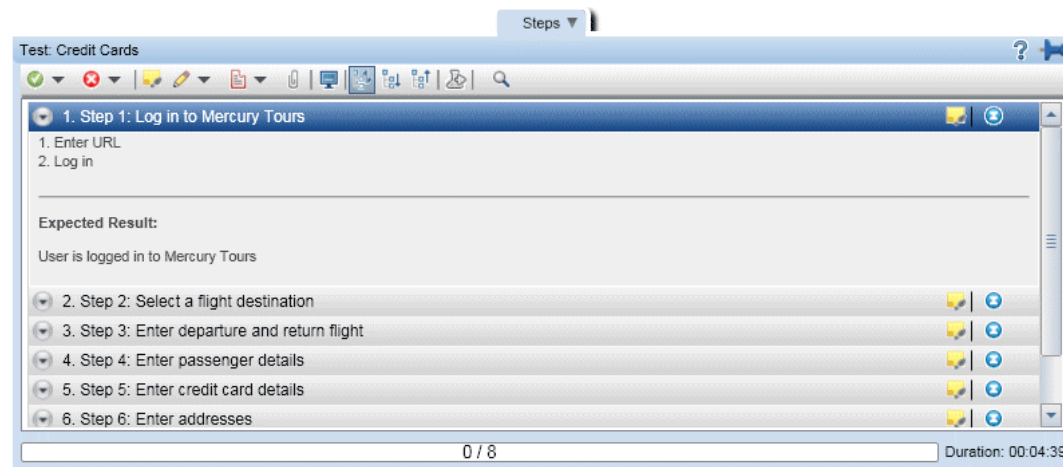 Steps
Test: Credit Cards
1. Step 1: Log in to Mercury Tours
1. Enter URL
2. Log in
Expected Result:
User is logged in to Mercury Tours
2. Step 2: Select a flight destination
3. Step 3: Enter departure and return flight
4. Step 4: Enter passenger details
5. Step 5: Enter credit card details
6. Step 6: Enter addresses
0 / 8
Duration: 00:04: